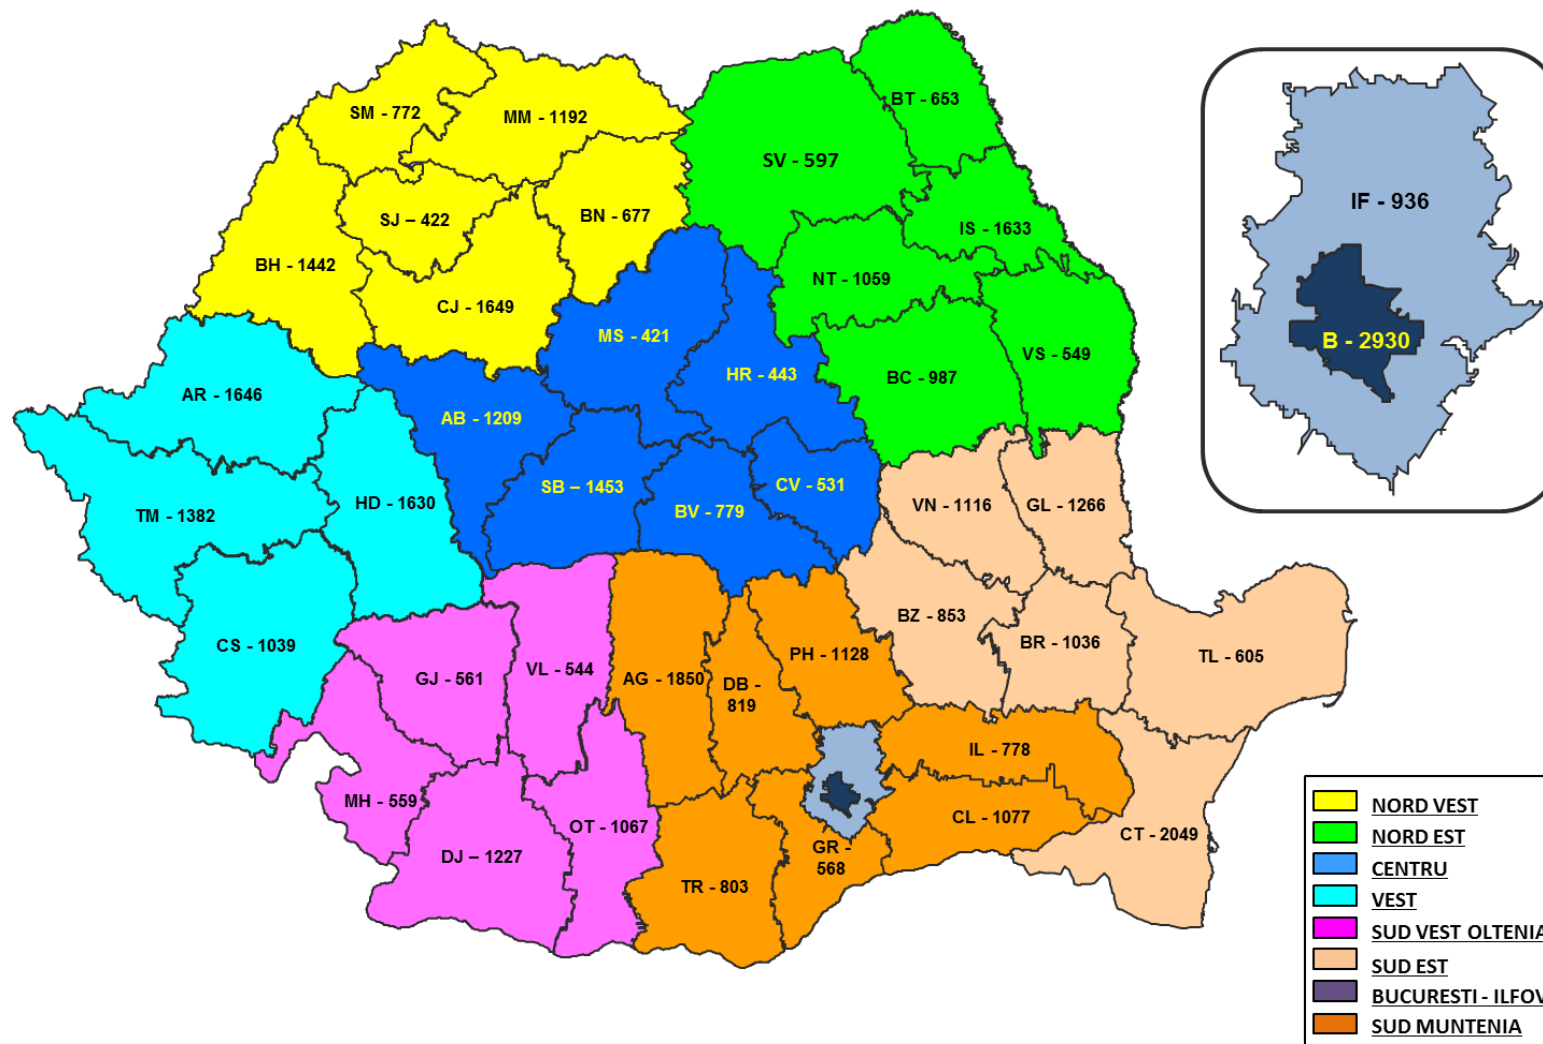 SM - 772
MM - 1192
BT - 653
SV - 597
SJ – 422
BN - 677
IS - 1633
BH - 1442
CJ - 1649
NT - 1059
MS - 421
HR - 443
BC - 987
VS - 549
AR - 1646
AB - 1209
TM - 1382
HD - 1630
SB – 1453
BV - 779
CV - 531
VN - 1116
GL - 1266
CS - 1039
GJ - 561
VL - 544
AG - 1850
DB -
819
PH - 1128
BZ - 853
BR - 1036
TL - 605
MH - 559
DJ – 1227
OT - 1067
TR - 803
GR -
568
IL - 778
CL - 1077
CT - 2049
IF - 936
B - 2930
NORD VEST
NORD EST
CENTRU
VEST
SUD VEST OLTENIA
SUD EST
BUCURESTI - ILFOV
SUD MUNTENIA